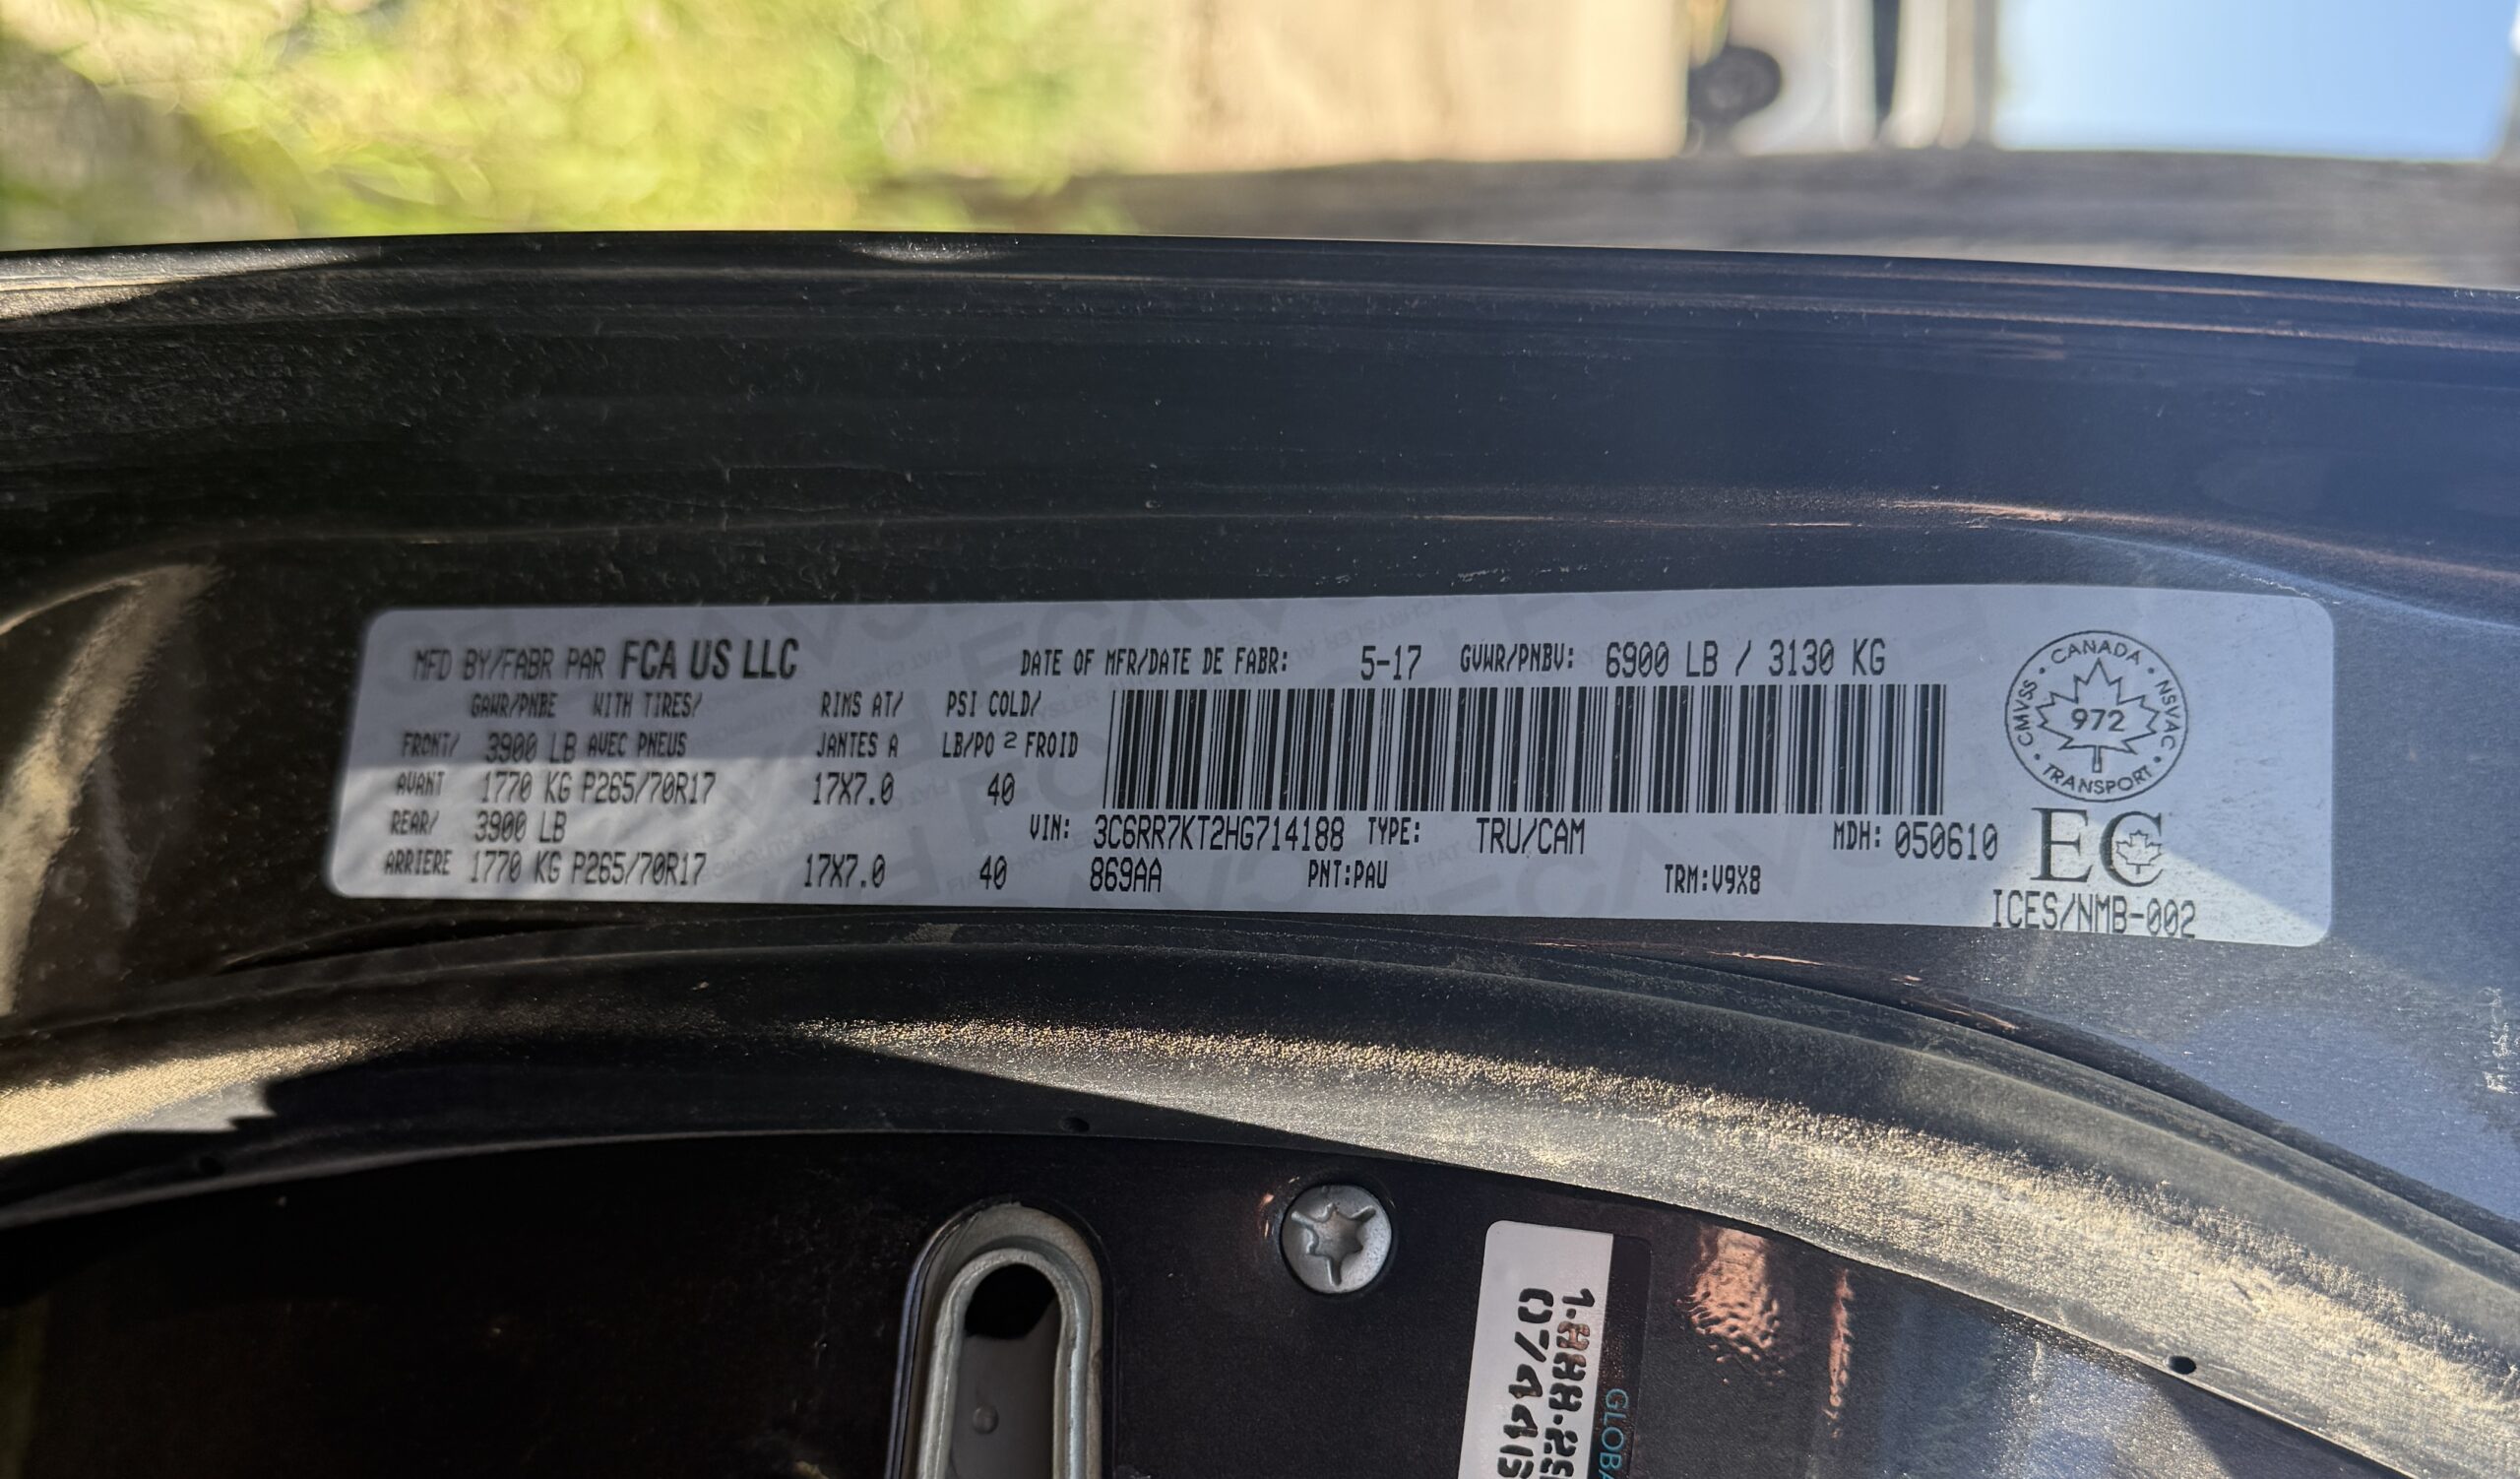 MFD BY/FABR PAR FCA US LLC DATE OF MFR/DATE DE FABR: 5-17 GVWR/PNBV: 6900 LB / 3130 KG
GAWR/PNBE WITH TIRES/ RIMS AT/ PSI COLD/
FRONT/ 3900 LB AVEC PNEUS JANTES A LB/PO 2 FROID
AVANT 1770 KG P265/70R17 17X7.0 40
REAR/ 3900 LB VIN: 3C6RR7KT2HG714188 TYPE: TRU/CAM MDH: 050610
ARRIERE 1770 KG P265/70R17 17X7.0 40 869AA PNT:PAU TRM:V9X8
CANADA
CMVSS 972 NSVAC
TRANSPORT
EC
ICES/NMB-002